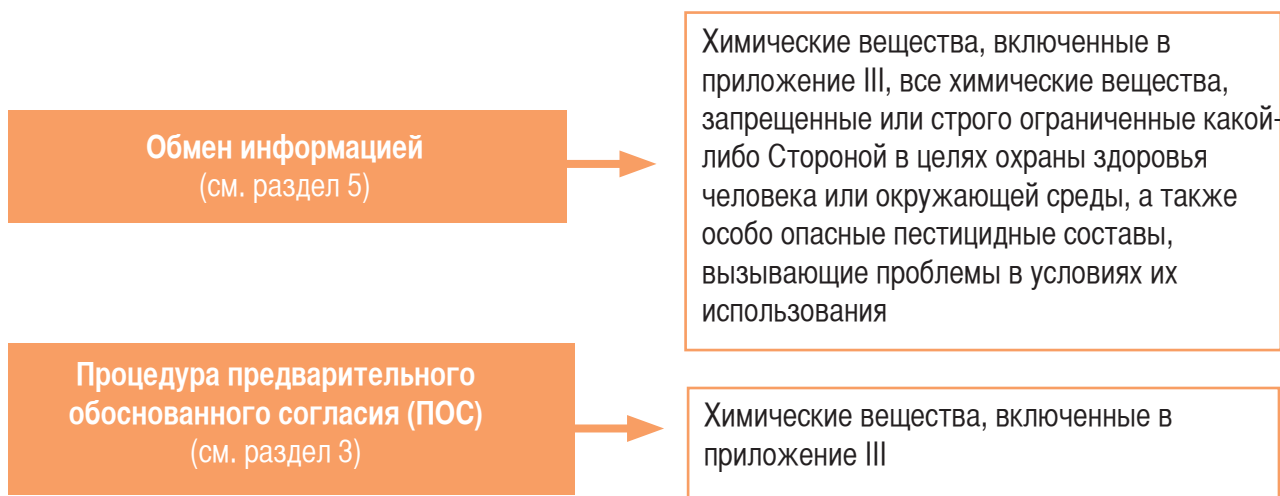 Обмен информацией
(см. раздел 5)
Химические вещества, включенные в
приложение III, все химические вещества,
запрещенные или строго ограниченные какой-
либо Стороной в целях охраны здоровья
человека или окружающей среды, а также
особо опасные пестицидные составы,
вызывающие проблемы в условиях их
использования
Процедура предварительного
обоснованного согласия (ПОС)
(см. раздел 3)
Химические вещества, включенные в
приложение III